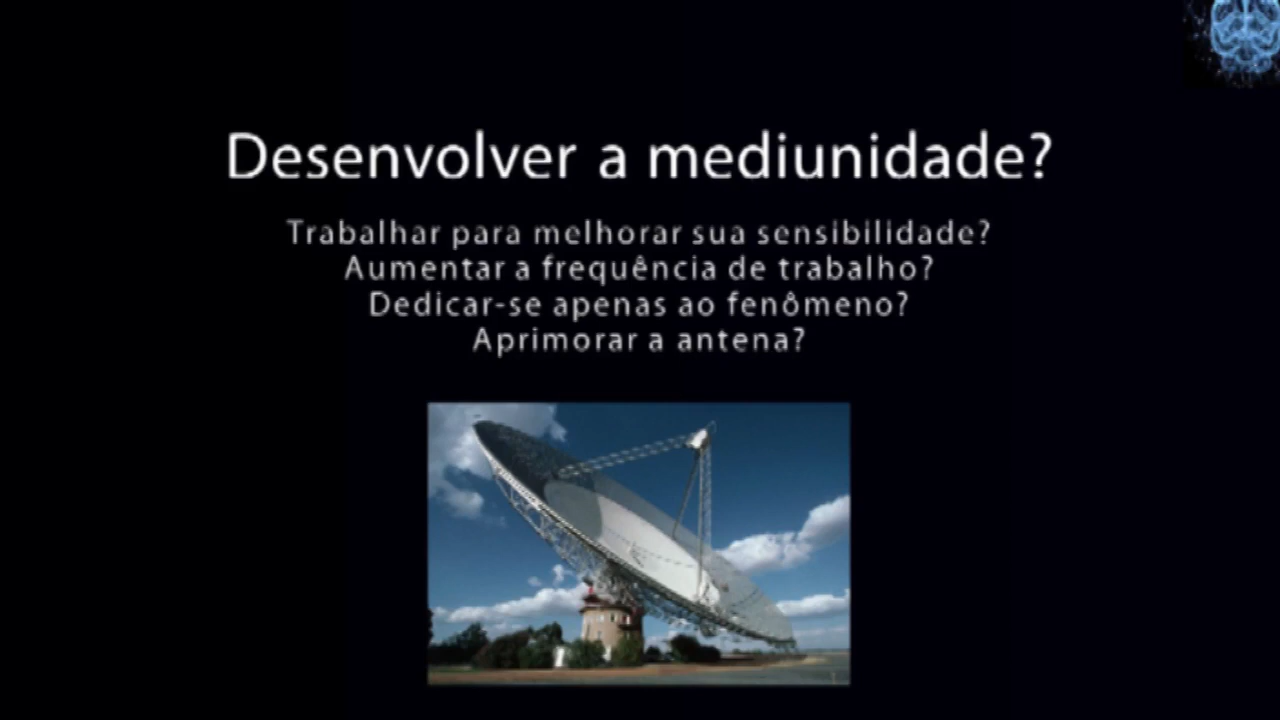 Desenvolver a mediunidade?
Trabalhar para melhorar sua sensibilidade?
Aumentar a frequência de trabalho?
Dedicar-se apenas ao fenômeno?
Aprimorar a antena?